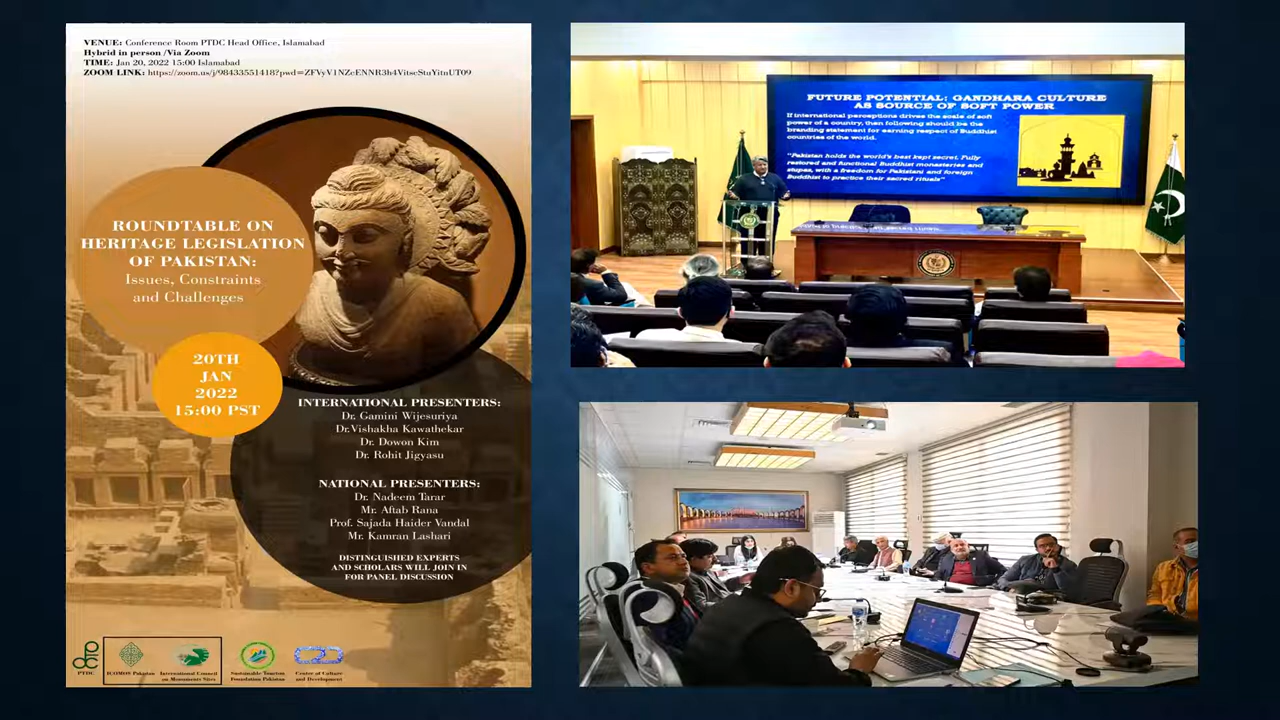 VENUE: Conference Room PTDC Head Office, Islamabad
Hybrid in person /Via Zoom
TIME: Jan 20, 2022 15:00 Islamabad
ZOOM LINK: https://zoom.us/j/98433551418?pwd=ZFVyV1NZcENNR3h4VitscStuYitnUT09
ROUNDTABLE ON
HERITAGE LEGISLATION
OF PAKISTAN:
Issues, Constraints
and Challenges
20TH
JAN
2022
15:00 PST
INTERNATIONAL PRESENTERS:
Dr. Gamini Wijesuriya
Dr. Vishakha Kawathekar
Dr. Dowon Kim
Dr. Rohit Jigyasu
NATIONAL PRESENTERS:
Dr. Nadeem Tarar
Mr. Aftab Rana
Prof. Sajada Haider Vandal
Mr. Kamran Lashari
DISTINGUISHED EXPERTS
AND SCHOLARS WILL JOIN IN
FOR PANEL DISCUSSION
PTDC
ICOMOS Pakistan
International Council
on Monuments Sites
Sustainable Tourism
Foundation Pakistan
Center of Culture
and Development
FUTURE POTENTIAL: GANDHARA CULTURE
AS SOURCE OF SOFT POWER
If international perceptions drives the scale of soft
power of a country, then following should be the
branding statement for earning respect of Buddhist
countries of the world.
"Pakistan holds the world's best kept secret. Fully
restored and functional Buddhist monasteries and
stupas, with a freedom for Pakistani and foreign
Buddhist to practice their sacred rituals"